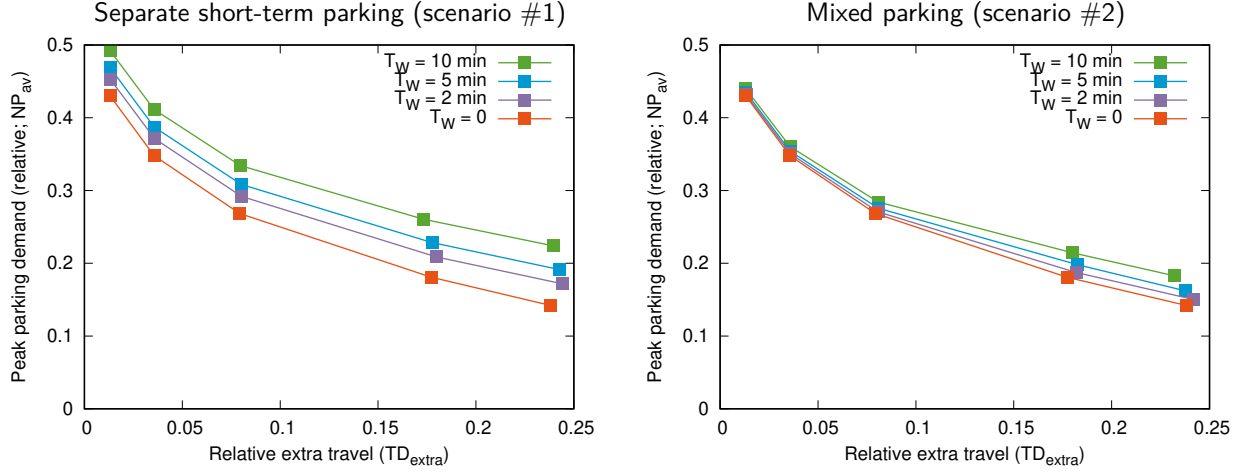 Separate short-term parking (scenario #1)
0.5
0.4
0.3
0.2
0.1
0
Peak parking demand (relative; NP_av)
T_W = 10 min
T_W = 5 min
T_W = 2 min
T_W = 0
0 0.05 0.1 0.15 0.2 0.25
Relative extra travel (TD_extra)
Mixed parking (scenario #2)
0.5
0.4
0.3
0.2
0.1
0
Peak parking demand (relative; NP_av)
T_W = 10 min
T_W = 5 min
T_W = 2 min
T_W = 0
0 0.05 0.1 0.15 0.2 0.25
Relative extra travel (TD_extra)